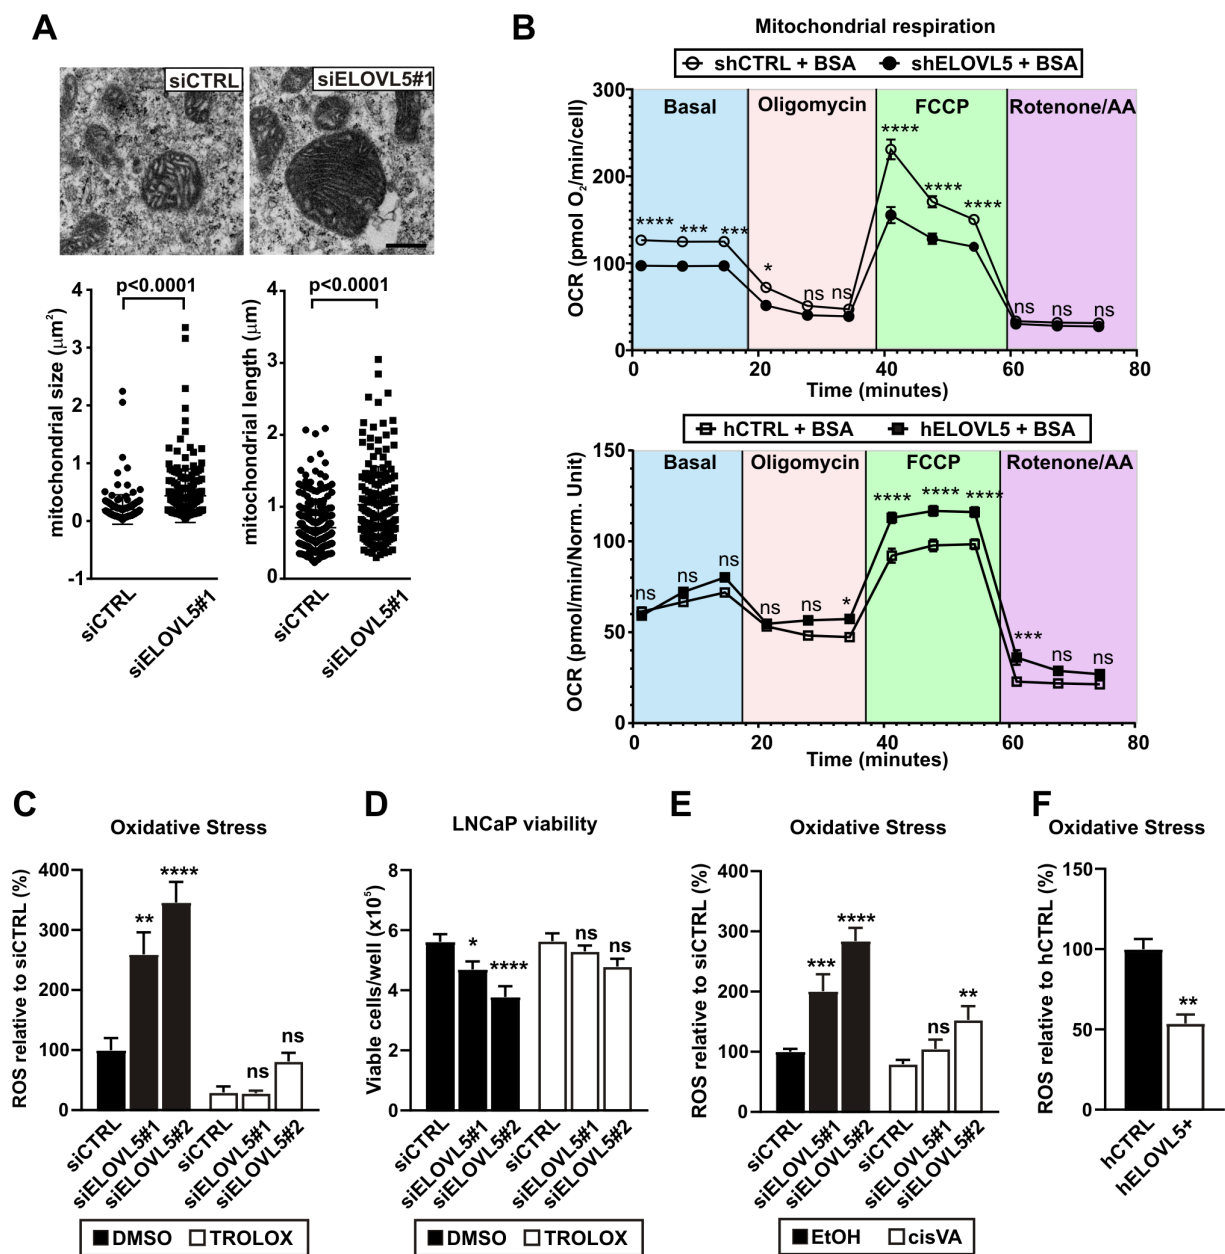 A
siCTRL
siELOVL5#1
p<0.0001
p<0.0001
mitochondrial size (μm²)
4
3
2
1
0
-1
siCTRL
siELOVL5#1
mitochondrial length (μm)
4
3
2
1
0
siCTRL
siELOVL5#1
B
Mitochondrial respiration
shCTRL + BSA
shELOVL5 + BSA
OCR (pmol O₂/min/cell)
300
200
100
0
Basal
Oligomycin
FCCP
Rotenone/AA
**** *** *** * ns ns **** **** **** ns ns ns
0 20 40 60 80
Time (minutes)
hCTRL + BSA
hELOVL5 + BSA
OCR (pmol/min/Norm. Unit)
150
100
50
0
Basal
Oligomycin
FCCP
Rotenone/AA
ns ns ns ns ns * **** **** **** *** ns ns
0 20 40 60 80
Time (minutes)
C
Oxidative Stress
ROS relative to siCTRL (%)
400
300
200
100
0
** **** ns ns
siCTRL
siELOVL5#1
siELOVL5#2
siCTRL
siELOVL5#1
siELOVL5#2
DMSO
TROLOX
D
LNCaP viability
Viable cells/well (x10⁵)
8
6
4
2
0
* **** ns ns
siCTRL
siELOVL5#1
siELOVL5#2
siCTRL
siELOVL5#1
siELOVL5#2
DMSO
TROLOX
E
Oxidative Stress
ROS relative to siCTRL (%)
400
300
200
100
0
*** **** ns **
siCTRL
siELOVL5#1
siELOVL5#2
siCTRL
siELOVL5#1
siELOVL5#2
EtOH
cisVA
F
Oxidative Stress
ROS relative to hCTRL (%)
150
100
50
0
**
hCTRL
hELOVL5+